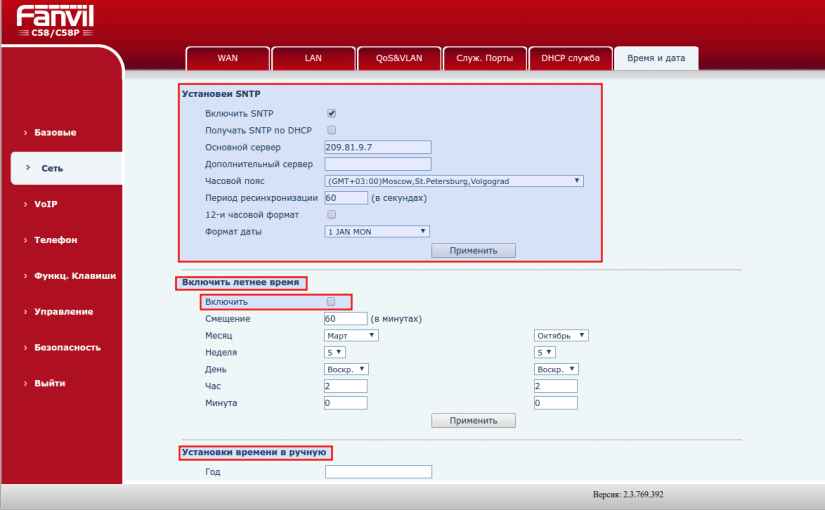 Fanvil
C58/C58P
WAN LAN QoS&VLAN Служ. Порты DHCP служба Время и дата
Базовые
Сеть
VoIP
Телефон
Функц. Клавиши
Управление
Безопасность
Выйти
Установеи SNTP
Включить SNTP
Получать SNTP по DHCP
Основной сервер 209.81.9.7
Дополнительный сервер
Часовой пояс (GMT+03:00)Moscow,St.Petersburg,Volgograd
Период ресинхронизации 60 (в секундах)
12-и часовой формат
Формат даты 1 JAN MON
Применить
Включить летнее время
Включить
Смещение 60 (в минутах)
Месяц Март Октябрь
Неделя 5 5
День Воскр. Воскр.
Час 2 2
Минута 0 0
Применить
Установки времени в ручную
Год
Версия: 2.3.769.392